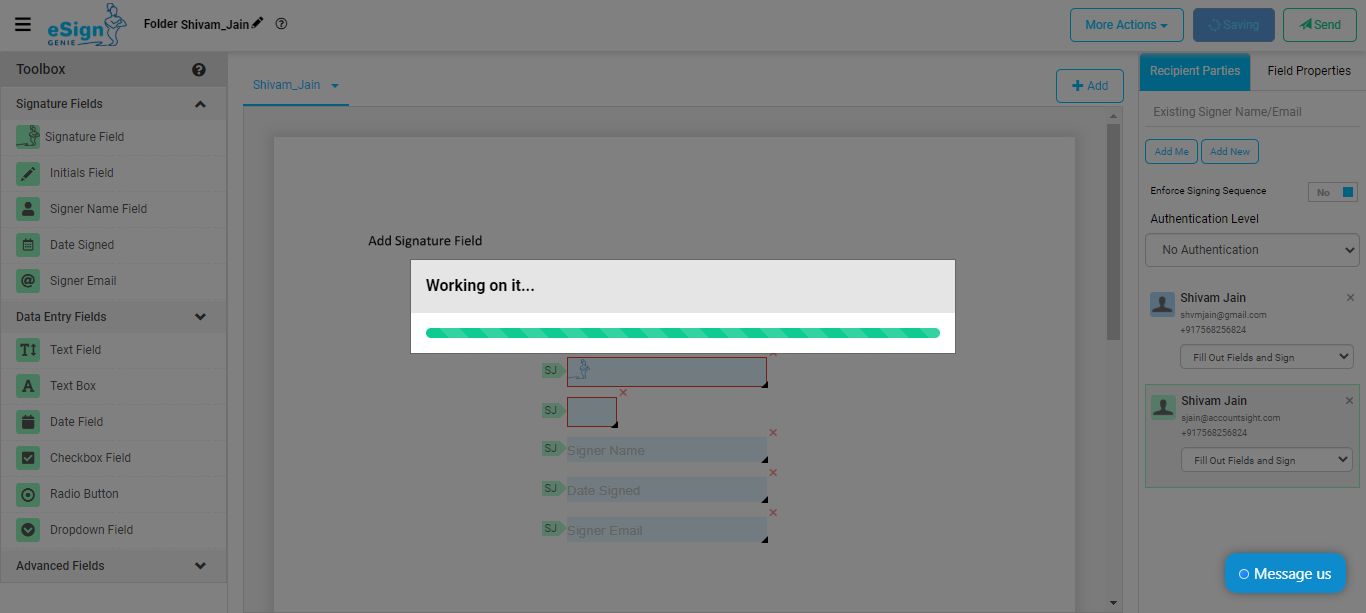 eSign
GENIE
Folder Shivam_Jain
More Actions
Saving
Send
Toolbox
Signature Fields
Signature Field
Initials Field
Signer Name Field
Date Signed
Signer Email
Data Entry Fields
Text Field
Text Box
Date Field
Checkbox Field
Radio Button
Dropdown Field
Advanced Fields
Shivam_Jain
Add
Add Signature Field
Working on it...
SJ
SJ
SJ Signer Name
SJ Date Signed
SJ Signer Email
Recipient Parties Field Properties
Existing Signer Name/Email
Add Me Add New
Enforce Signing Sequence No
Authentication Level
No Authentication
Shivam Jain
shvmjain@gmail.com
+917568256824
Fill Out Fields and Sign
Shivam Jain
sjain@accountsight.com
+917568256824
Fill Out Fields and Sign
Message us